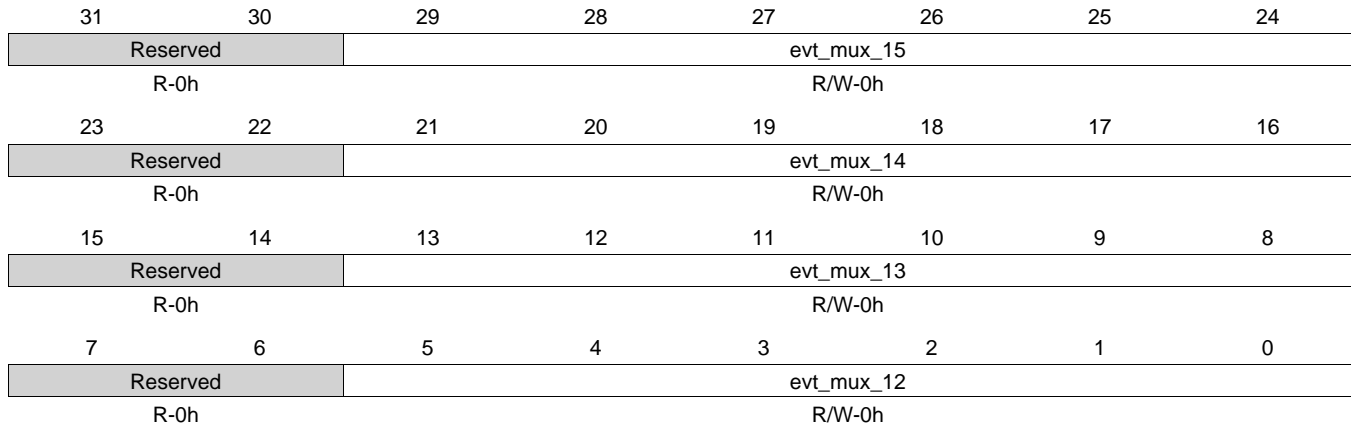 31 30 29 28 27 26 25 24
Reserved evt_mux_15
R-0h R/W-0h
23 22 21 20 19 18 17 16
Reserved evt_mux_14
R-0h R/W-0h
15 14 13 12 11 10 9 8
Reserved evt_mux_13
R-0h R/W-0h
7 6 5 4 3 2 1 0
Reserved evt_mux_12
R-0h R/W-0h